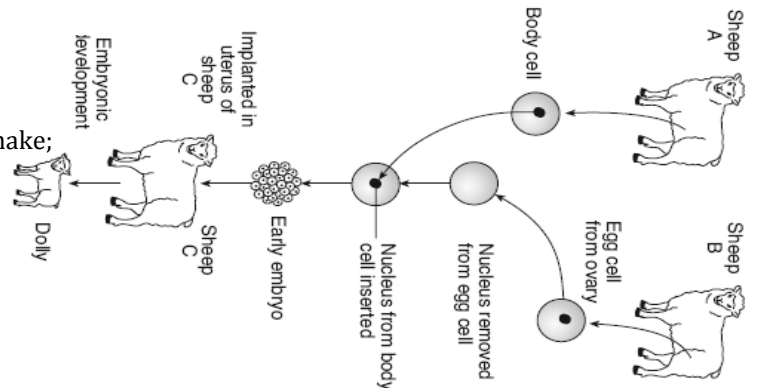 Sheep
A
Body cell
Sheep
B
Egg cell
from ovary
Nucleus removed
from egg cell
Nucleus from body
cell inserted
Early embryo
Implanted in
uterus of
sheep
C
Sheep
C
Embryonic
Dolly